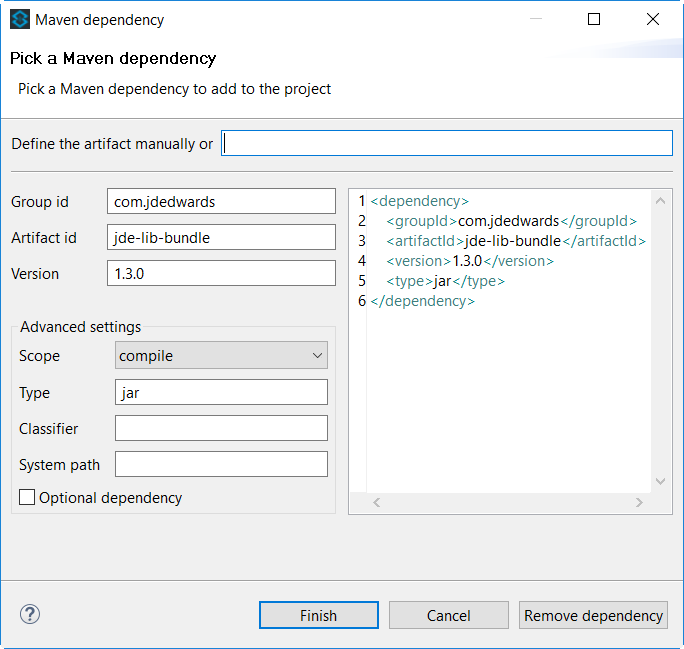 Maven dependency
Pick a Maven dependency
Pick a Maven dependency to add to the project
Define the artifact manually or
Group id com.jdedwards
Artifact id jde-lib-bundle
Version 1.3.0
1 <dependency>
2 <groupId>com.jdedwards</groupId>
3 <artifactId>jde-lib-bundle</artifactId>
4 <version>1.3.0</version>
5 <type>jar</type>
6 </dependency>
Advanced settings
Scope compile
Type jar
Classifier
System path
Optional dependency
? Finish Cancel Remove dependency